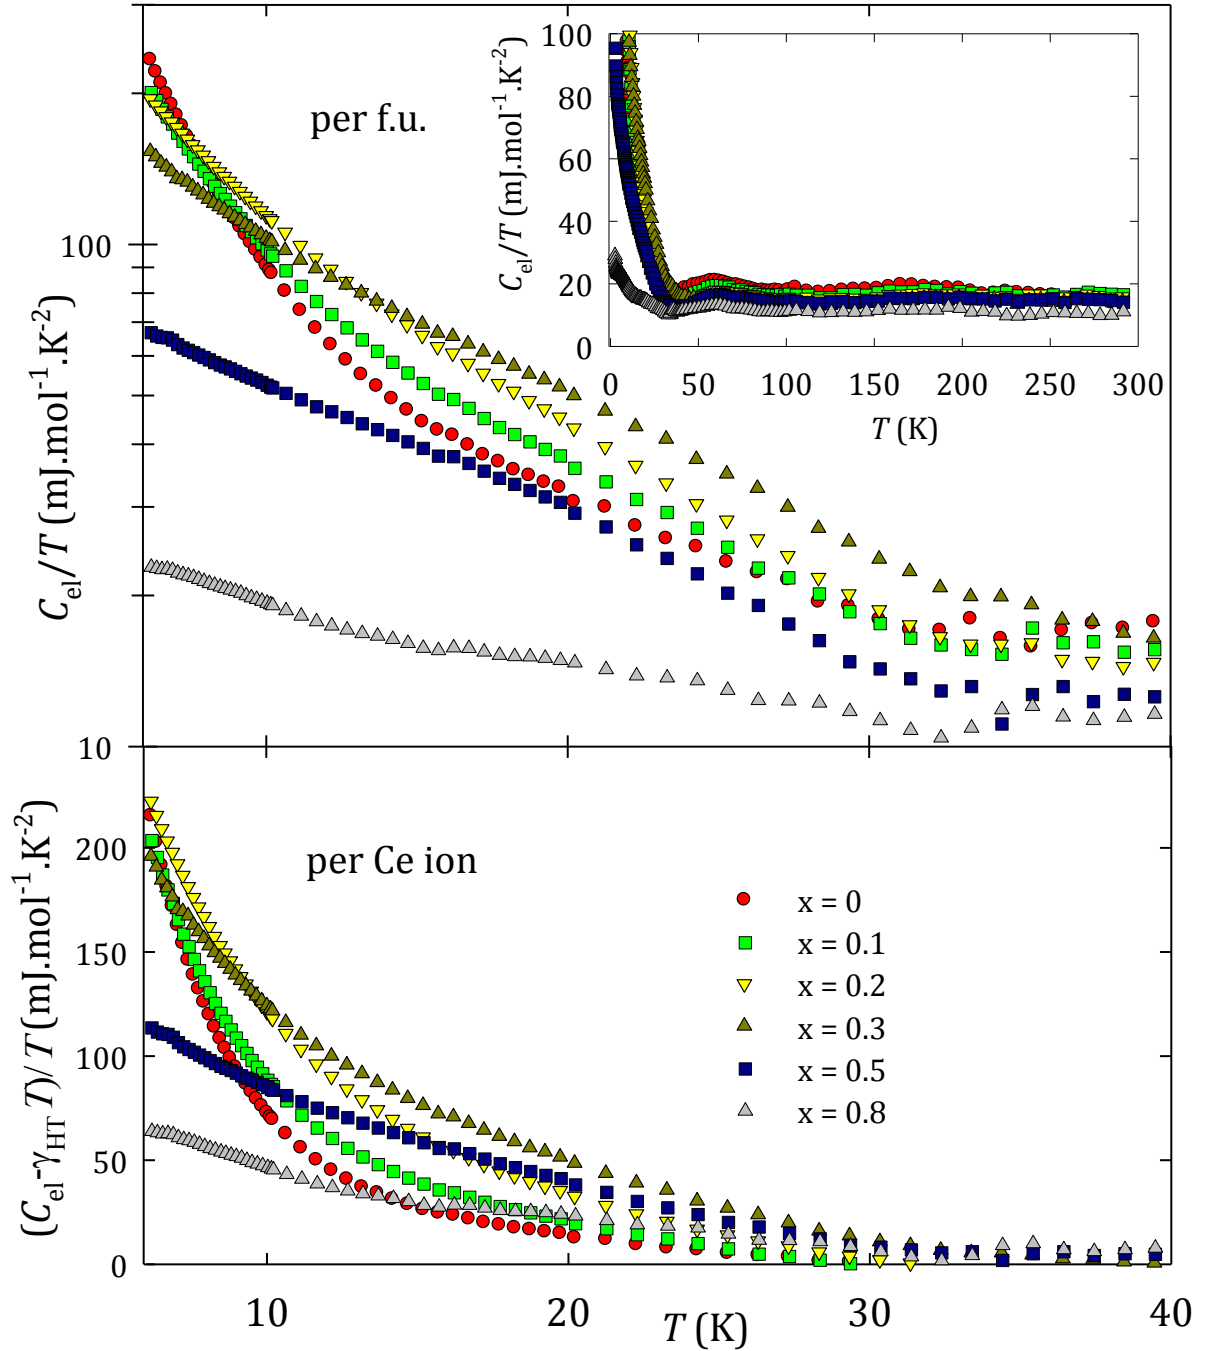 per f.u.
C_el/T (mJ.mol^-1.K^-2)
100
10
C_el/T (mJ.mol^-1.K^-2)
100
80
60
40
20
0
0 50 100 150 200 250 300
T (K)
per Ce ion
(C_el-γ_HT T)/T (mJ.mol^-1.K^-2)
200
150
100
50
0
x = 0
x = 0.1
x = 0.2
x = 0.3
x = 0.5
x = 0.8
10 20 30 40
T (K)